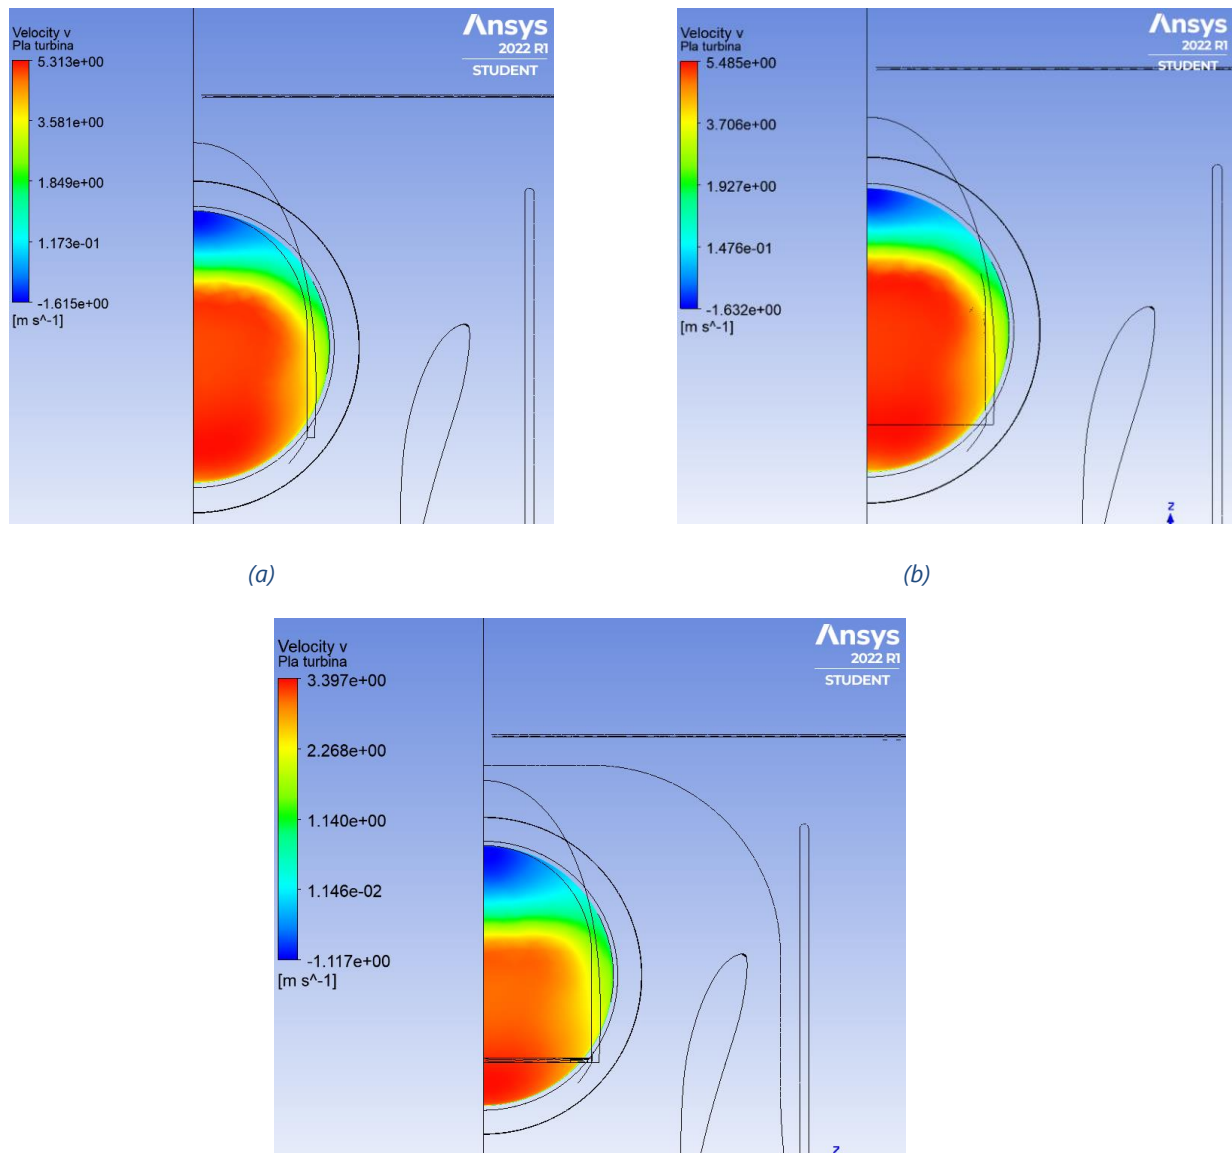 Velocity v
Pla turbina
5.313e+00
3.581e+00
1.849e+00
1.173e-01
-1.615e+00
[m s^-1]
Ansys
2022 R1
STUDENT
(a)
Velocity v
Pla turbina
5.485e+00
3.706e+00
1.927e+00
1.476e-01
-1.632e+00
[m s^-1]
Ansys
2022 R1
STUDENT
z
(b)
Velocity v
Pla turbina
3.397e+00
2.268e+00
1.140e+00
1.146e-02
-1.117e+00
[m s^-1]
Ansys
2022 R1
STUDENT
z